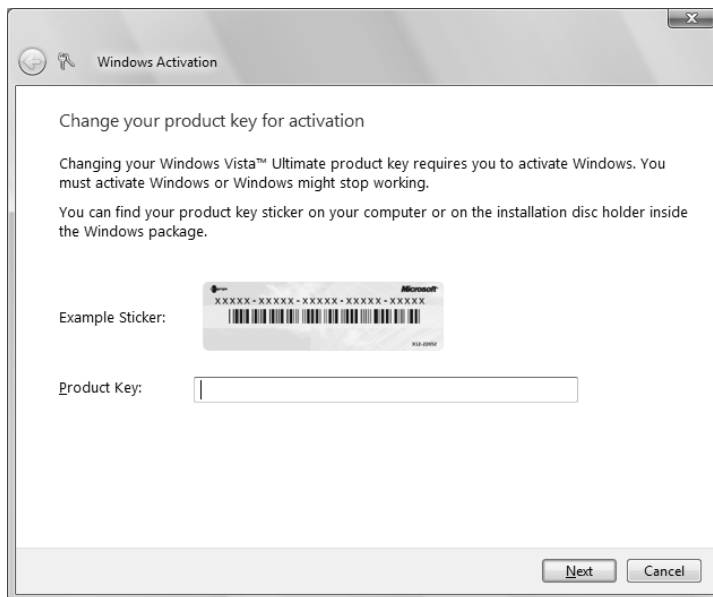 Windows Activation
Change your product key for activation
Changing your Windows Vista™ Ultimate product key requires you to activate Windows. You
must activate Windows or Windows might stop working.
You can find your product key sticker on your computer or on the installation disc holder inside
the Windows package.
Microsoft
XXXXX-XXXXX-XXXXX-XXXXX-XXXXX
Example Sticker:
X12-22652
Product Key:
Next Cancel